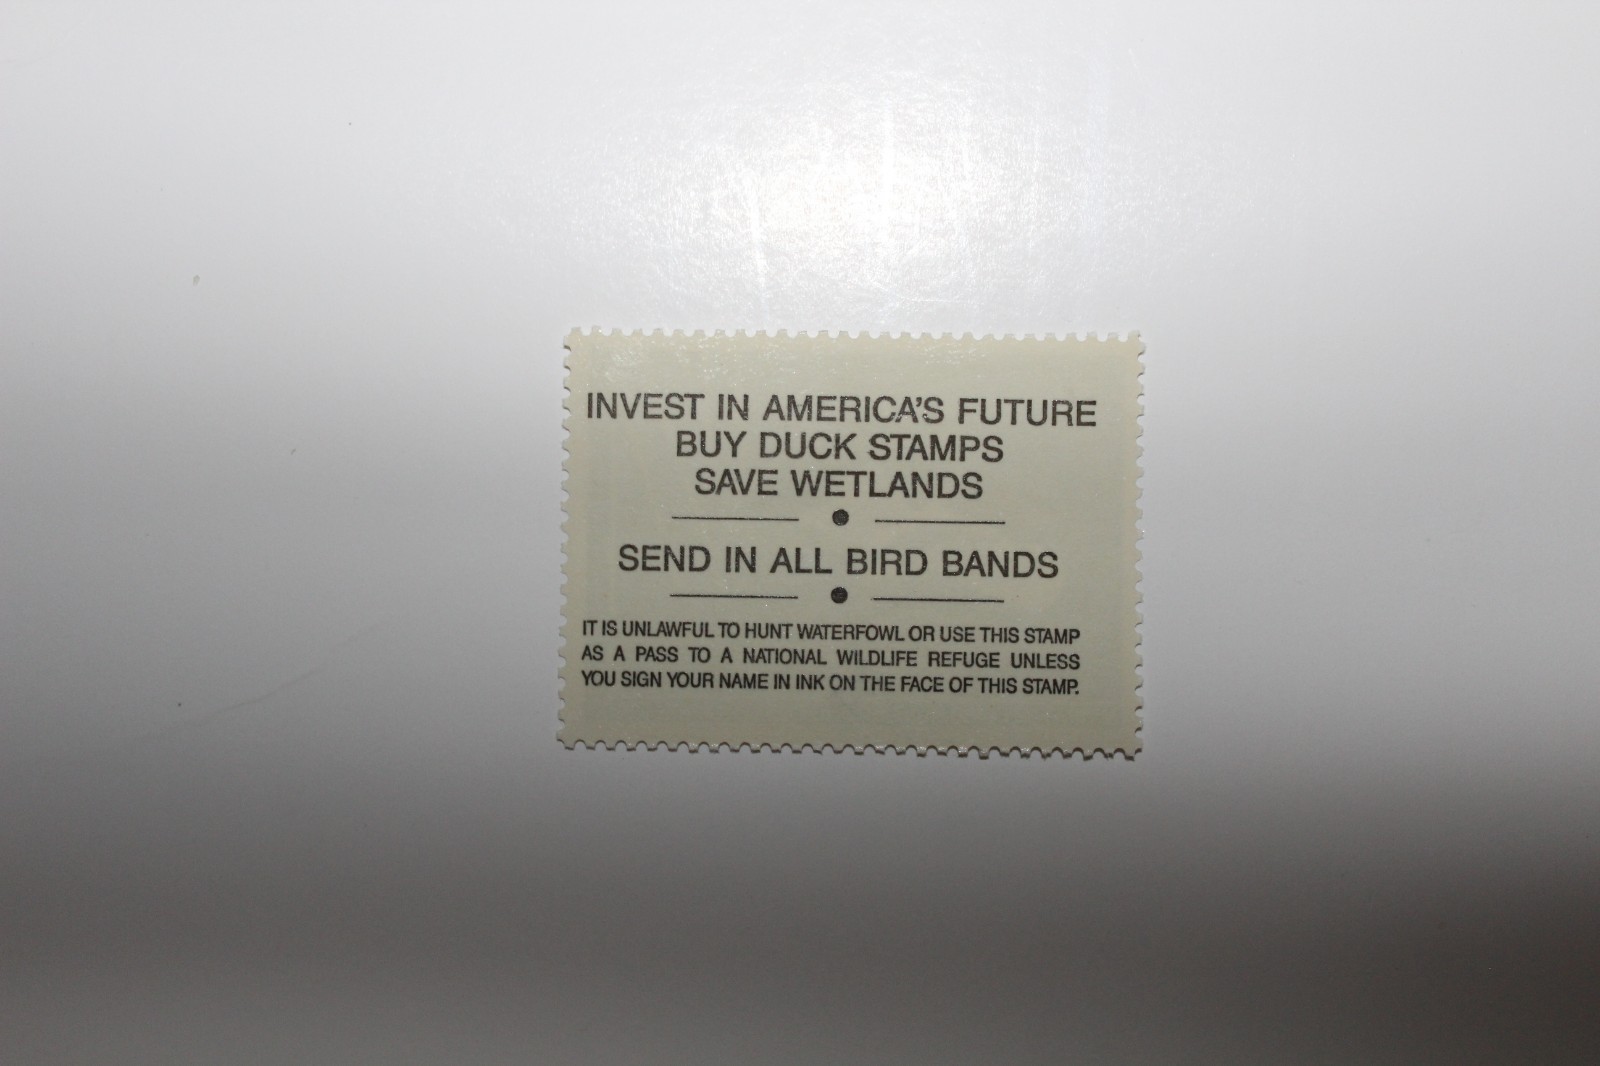 INVEST IN AMERICA'S FUTURE
BUY DUCK STAMPS
SAVE WETLANDS
SEND IN ALL BIRD BANDS
IT IS UNLAWFUL TO HUNT WATERFOWL OR USE THIS STAMP
AS A PASS TO A NATIONAL WILDLIFE REFUGE UNLESS
YOU SIGN YOUR NAME IN INK ON THE FACE OF THIS STAMP.